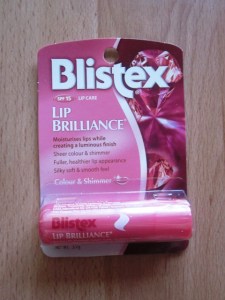 Blistex
SPF 15 LIP CARE
LIP
BRILLIANCE
Moisturises lips while
creating a luminous finish
Sheer colour & shimmer
Fuller, healthier lip appearance
Silky-soft & smooth feel
Colour & Shimmer
Blistex
LIP BRILLIANCE